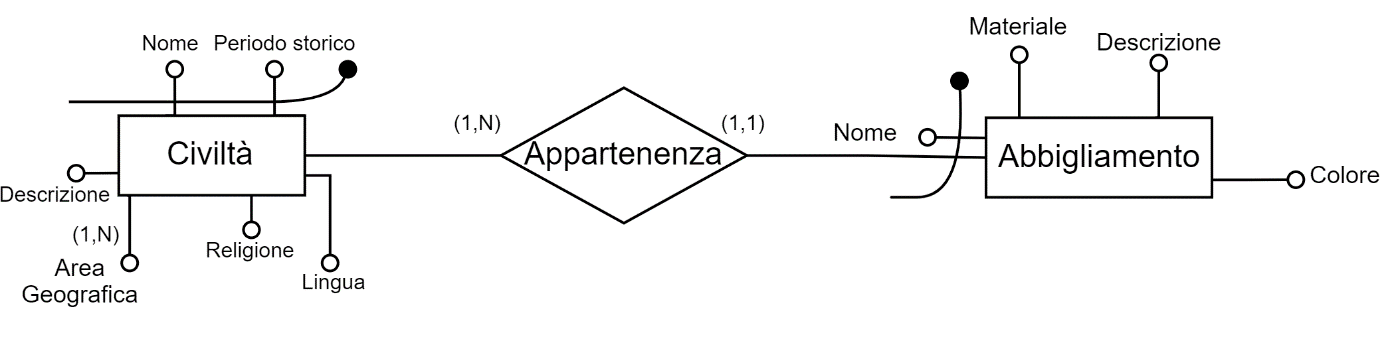 Nome
Periodo storico
Civiltà
Descrizione
(1,N)
Area
Geografica
Religione
Lingua
(1,N)
Appartenenza
(1,1)
Materiale
Descrizione
Nome
Abbigliamento
Colore